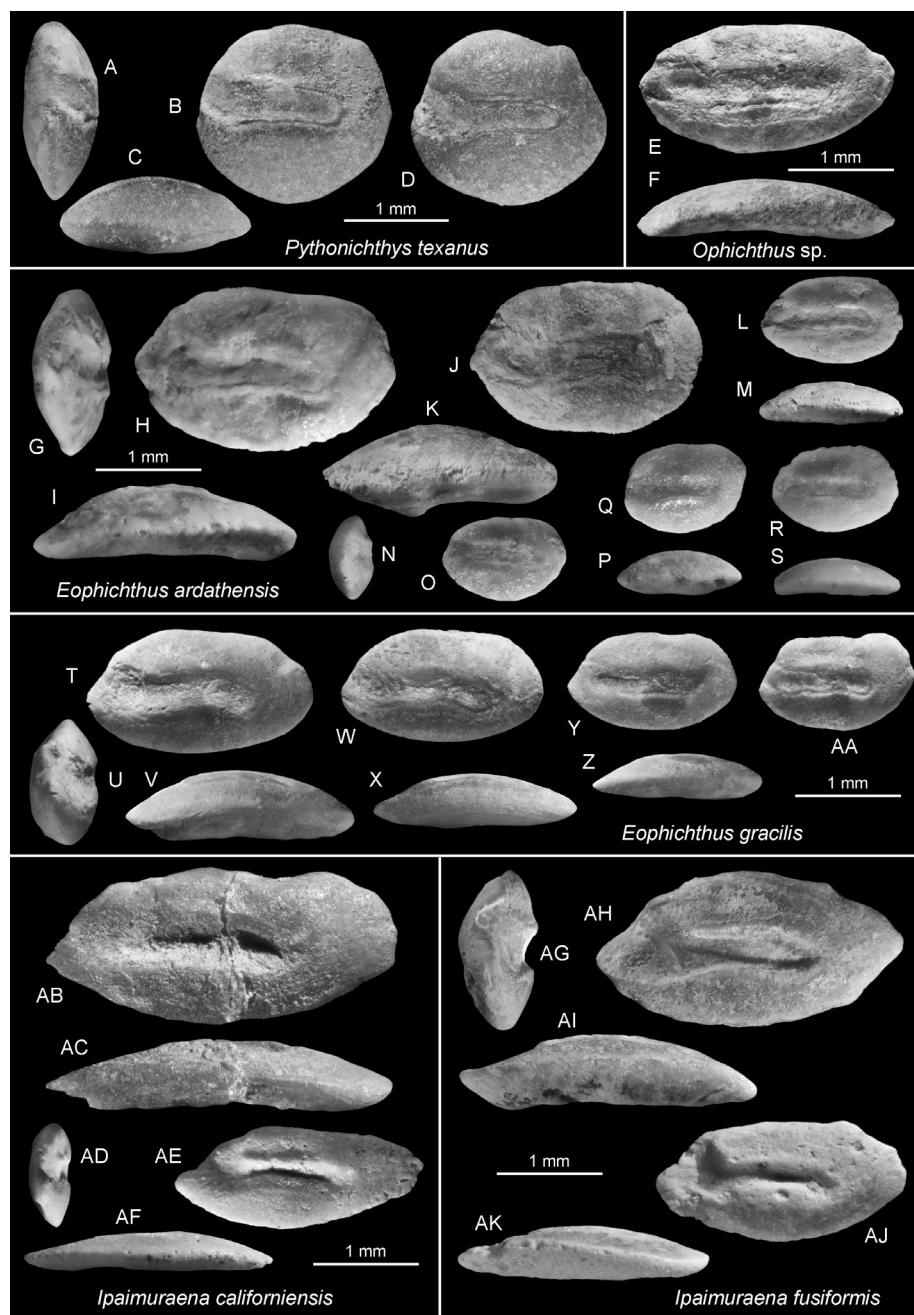 A
B
C
D
1 mm
Pythonichthys texanus
E
1 mm
F
Ophichthus sp.
G
H
1 mm
I
J
K
L
M
N
O
Q
R
P
S
Eophichthus ardathensis
T
U
V
W
X
Y
Z
AA
1 mm
Eophichthus gracilis
AB
AC
AD
AE
AF
1 mm
Ipaimuraena californiensis
AG
AH
AI
1 mm
AJ
AK
Ipaimuraena fusiformis